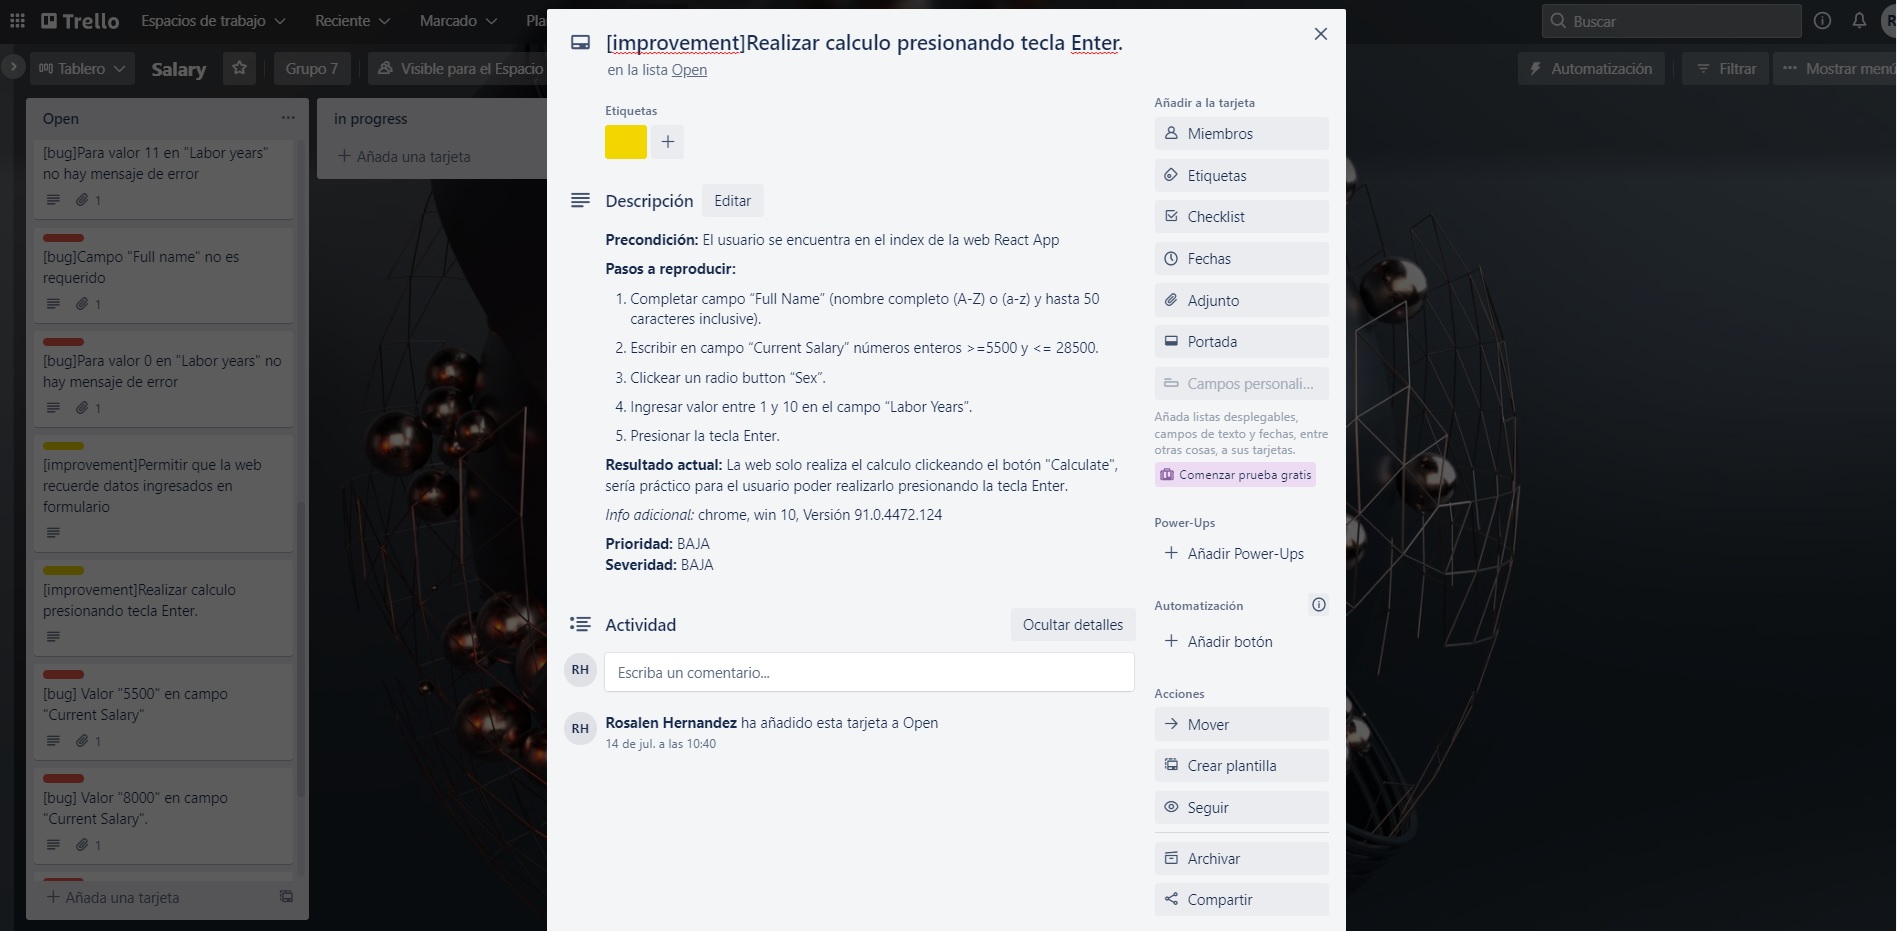 Trello
Espacios de trabajo
Reciente
Marcado
Buscar
Tablero
Salary
Grupo 7
Visible para el Espacio
Automatización
Filtrar
Mostrar menú
Open
[bug]Para valor 11 en "Labor years"
no hay mensaje de error
1
[bug]Campo "Full name" no es
requerido
1
[bug]Para valor 0 en "Labor years" no
hay mensaje de error
1
[improvement]Permitir que la web
recuerde datos ingresados en
formulario
[improvement]Realizar calculo
presionando tecla Enter.
[bug] Valor "5500" en campo
"Current Salary"
1
[bug] Valor "8000" en campo
"Current Salary".
1
+ Añada una tarjeta
in progress
+ Añada una tarjeta
[improvement]Realizar calculo presionando tecla Enter.
en la lista Open
Etiquetas
+
Descripción
Editar
Precondición: El usuario se encuentra en el index de la web React App
Pasos a reproducir:
1. Completar campo “Full Name” (nombre completo (A-Z) o (a-z) y hasta 50
caracteres inclusive).
2. Escribir en campo “Current Salary” números enteros >=5500 y <= 28500.
3. Clickear un radio button “Sex”.
4. Ingresar valor entre 1 y 10 en el campo “Labor Years”.
5. Presionar la tecla Enter.
Resultado actual: La web solo realiza el calculo clickeando el botón "Calculate",
sería práctico para el usuario poder realizarlo presionando la tecla Enter.
Info adicional: chrome, win 10, Versión 91.0.4472.124
Prioridad: BAJA
Severidad: BAJA
Actividad
Ocultar detalles
RH
Escriba un comentario...
RH
Rosalen Hernandez ha añadido esta tarjeta a Open
14 de jul. a las 10:40
Añadir a la tarjeta
Miembros
Etiquetas
Checklist
Fechas
Adjunto
Portada
Campos personali...
Añada listas desplegables,
campos de texto y fechas, entre
otras cosas, a sus tarjetas.
Comenzar prueba gratis
Power-Ups
+ Añadir Power-Ups
Automatización
+ Añadir botón
Acciones
Mover
Crear plantilla
Seguir
Archivar
Compartir